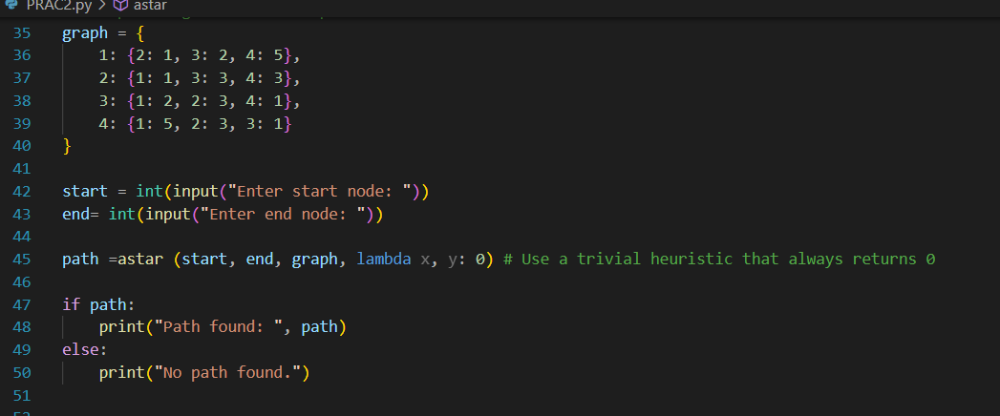 PRAC2.py > astar
35 graph = {
36     1: {2: 1, 3: 2, 4: 5},
37     2: {1: 1, 3: 3, 4: 3},
38     3: {1: 2, 2: 3, 4: 1},
39     4: {1: 5, 2: 3, 3: 1}
40 }
41
42 start = int(input("Enter start node: "))
43 end= int(input("Enter end node: "))
44
45 path =astar (start, end, graph, lambda x, y: 0) # Use a trivial heuristic that always returns 0
46
47 if path:
48     print("Path found: ", path)
49 else:
50     print("No path found.")
51